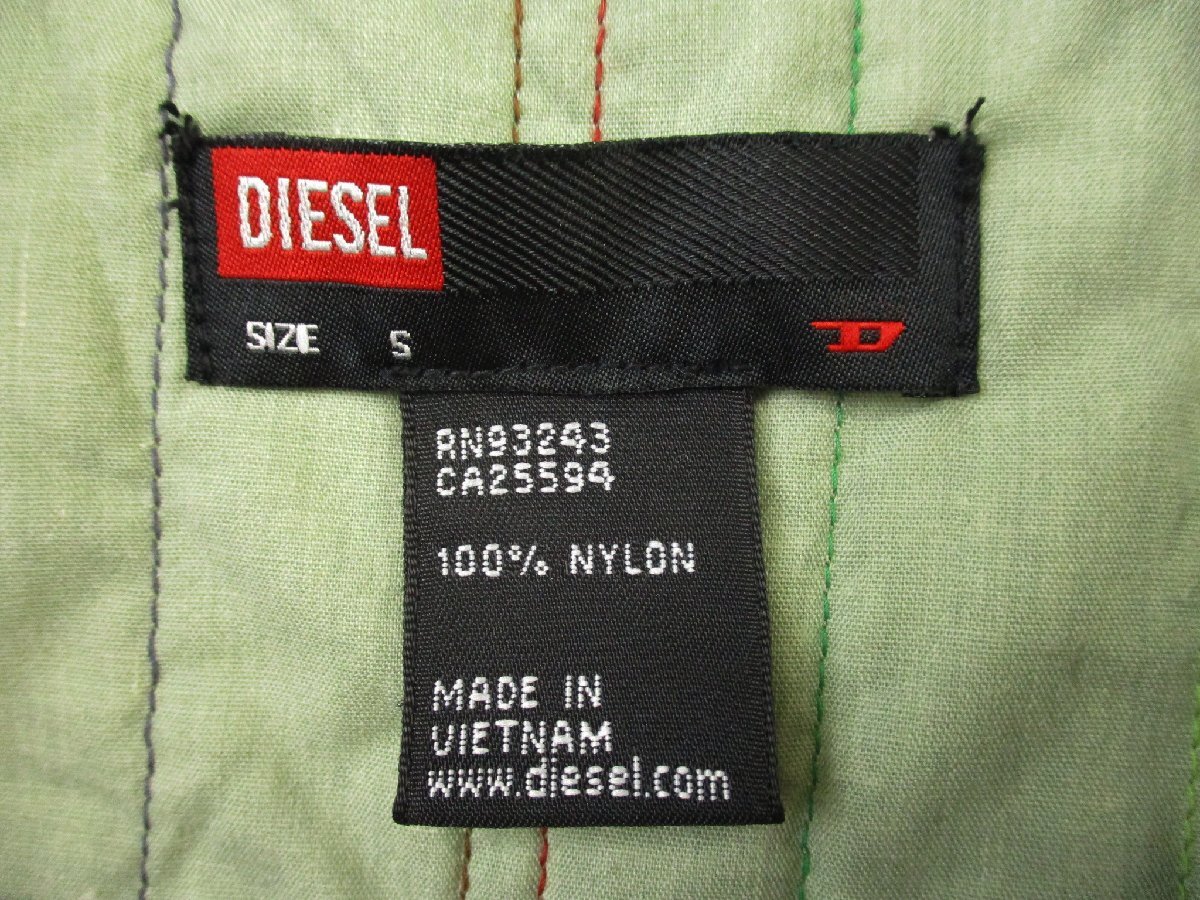 DIESEL
SIZE S
D
RN93243
CA25594
100% NYLON
MADE IN
VIETNAM
www.diesel.com